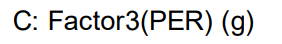 C: Factor3(PER) (g)